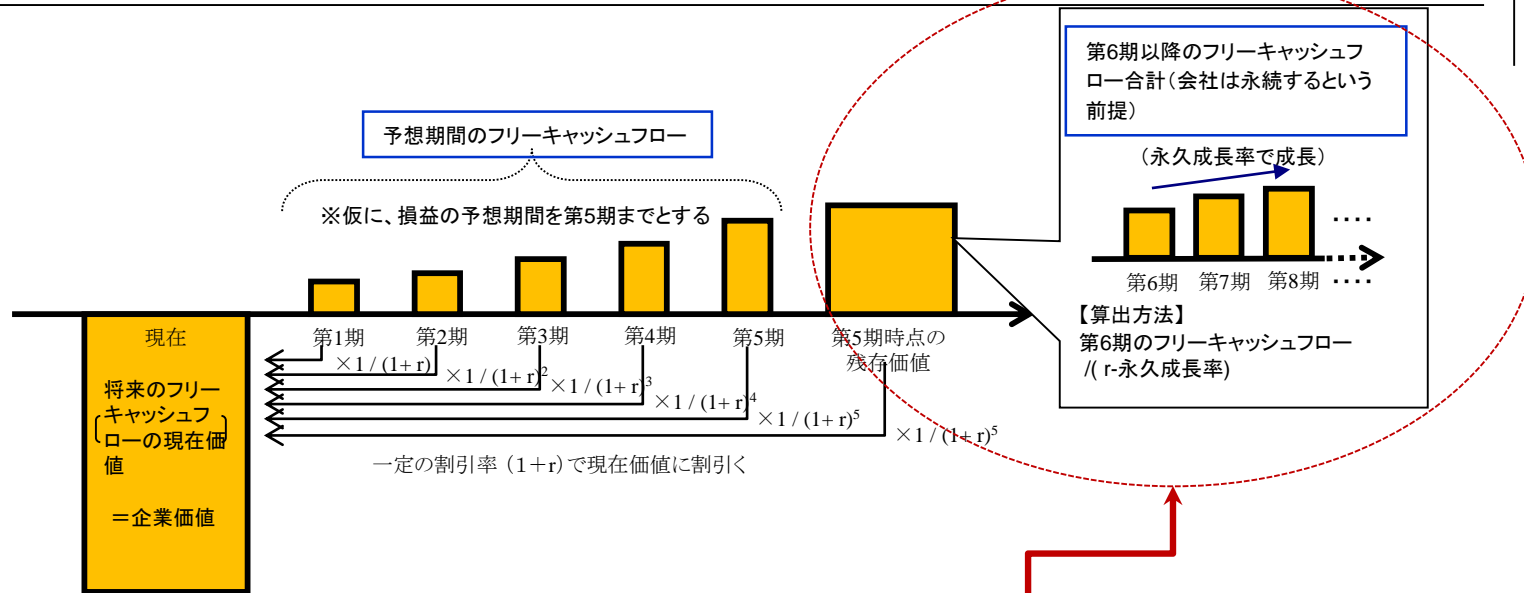 第6期以降のフリーキャッシュフ
ロー合計（会社は永続するという
前提）
予想期間のフリーキャッシュフロー
（永久成長率で成長）
※仮に、損益の予想期間を第5期までとする
‥‥
第6期 第7期 第8期 ‥‥
【算出方法】
第6期のフリーキャッシュフロー
/( r-永久成長率)
現在
第1期 第2期 第3期 第4期 第5期 第5期時点の
残存価値
×1 / (1+ r)
×1 / (1+ r)²
×1 / (1+ r)³
×1 / (1+ r)⁴
×1 / (1+ r)⁵
×1 / (1+ r)⁵
将来のフリー
キャッシュフ
ローの現在価
値
＝企業価値
一定の割引率（1+r）で現在価値に割引く